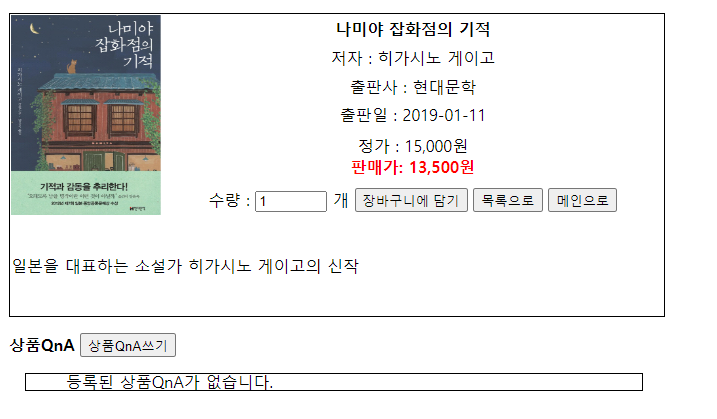 나미야
잡화점의
기적
기적과 감동을 추리한다!
나미야 잡화점의 기적
저자 : 히가시노 게이고
출판사 : 현대문학
출판일 : 2019-01-11
정가 : 15,000원
판매가: 13,500원
수량 : 1 개 장바구니에 담기 목록으로 메인으로
일본을 대표하는 소설가 히가시노 게이고의 신작
상품QnA 상품QnA쓰기
등록된 상품QnA가 없습니다.